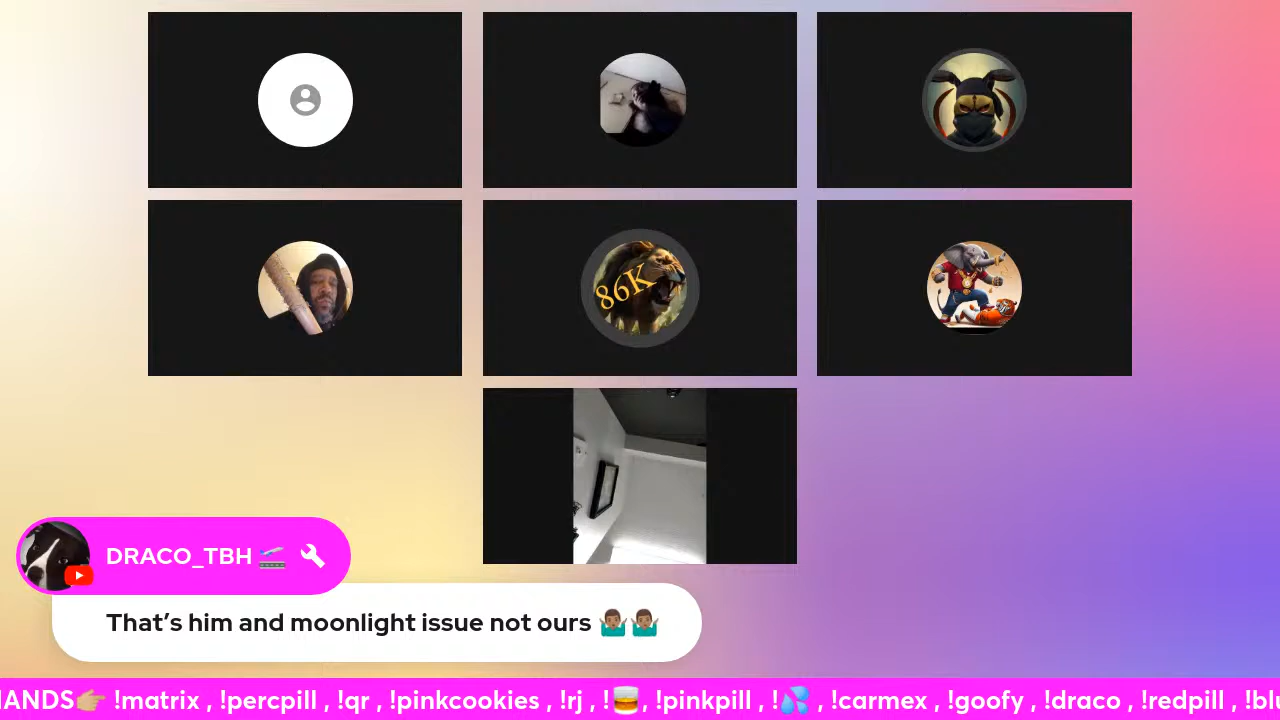 86K
DRACO_TBH 🛫
That's him and moonlight issue not ours 🤷🏽‍♂️🤷🏽‍♂️
HANDS👉🏼 !matrix , !percpill , !qr , !pinkcookies , !rj , !🥃 , !pinkpill , !💦 , !carmex , !goofy , !draco , !redpill , !blu